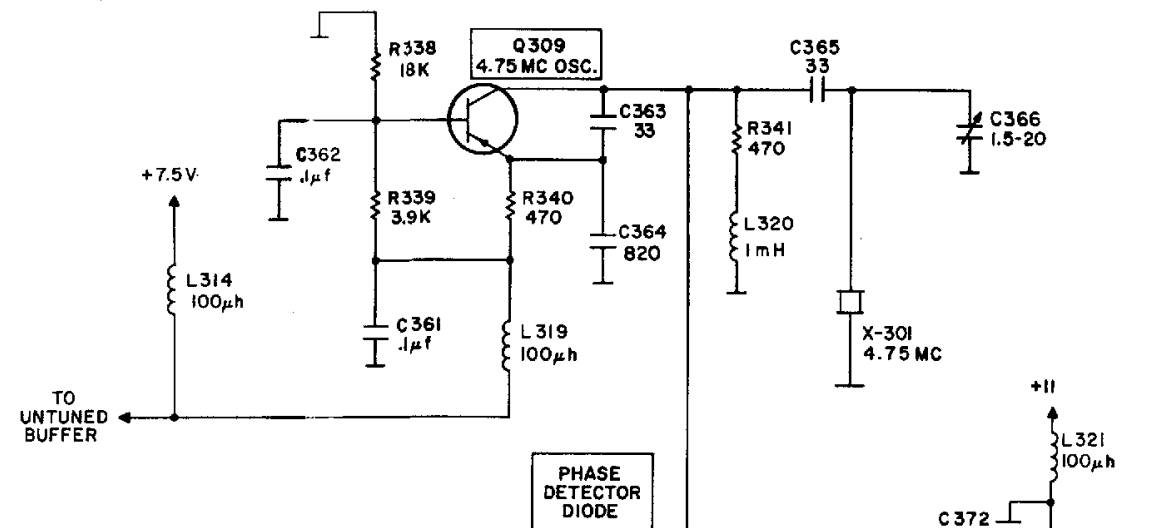 R338
18K
Q309
4.75 MC OSC.
C365
33
C363
33
R341
470
C366
1.5-20
C362
.1µf
+7.5V
R339
3.9K
R340
470
C364
820
L320
1mH
L314
100µh
C361
.1µf
L319
100µh
X-301
4.75 MC
TO
UNTUNED
BUFFER
+11
L321
100µh
PHASE
DETECTOR
DIODE
C372